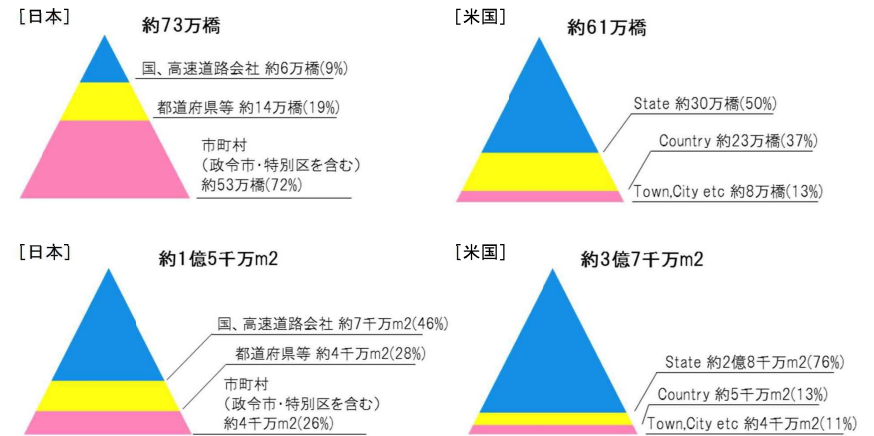 [日本]
約73万橋
国、高速道路会社 約6万橋(9%)
都道府県等 約14万橋(19%)
市町村
(政令市・特別区を含む)
約53万橋(72%)
[米国]
約61万橋
State 約30万橋(50%)
Country 約23万橋(37%)
Town,City etc 約8万橋(13%)
[日本]
約1億5千万m2
国、高速道路会社 約7千万m2(46%)
都道府県等 約4千万m2(28%)
市町村
(政令市・特別区を含む)
約4千万m2(26%)
[米国]
約3億7千万m2
State 約2億8千万m2(76%)
Country 約5千万m2(13%)
Town,City etc 約4千万m2(11%)